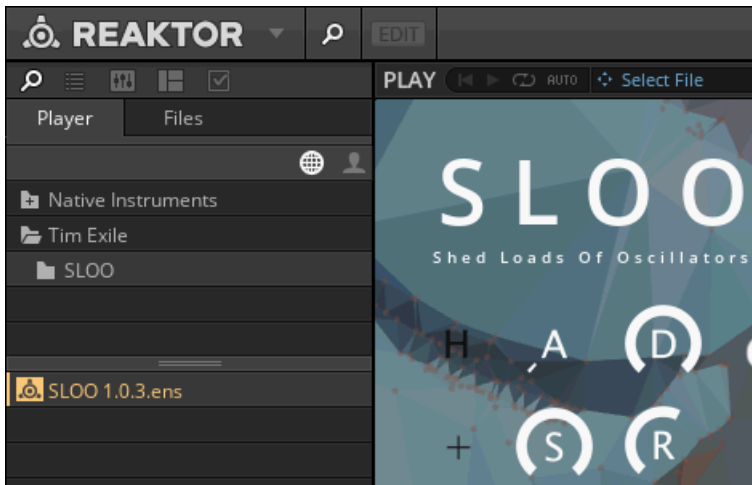 REAKTOR EDIT
PLAY AUTO Select File
Player Files
Native Instruments
Tim Exile
SLOO
SLOO 1.0.3.ens
SLOO
Shed Loads Of Oscillators
H A D
+ S R